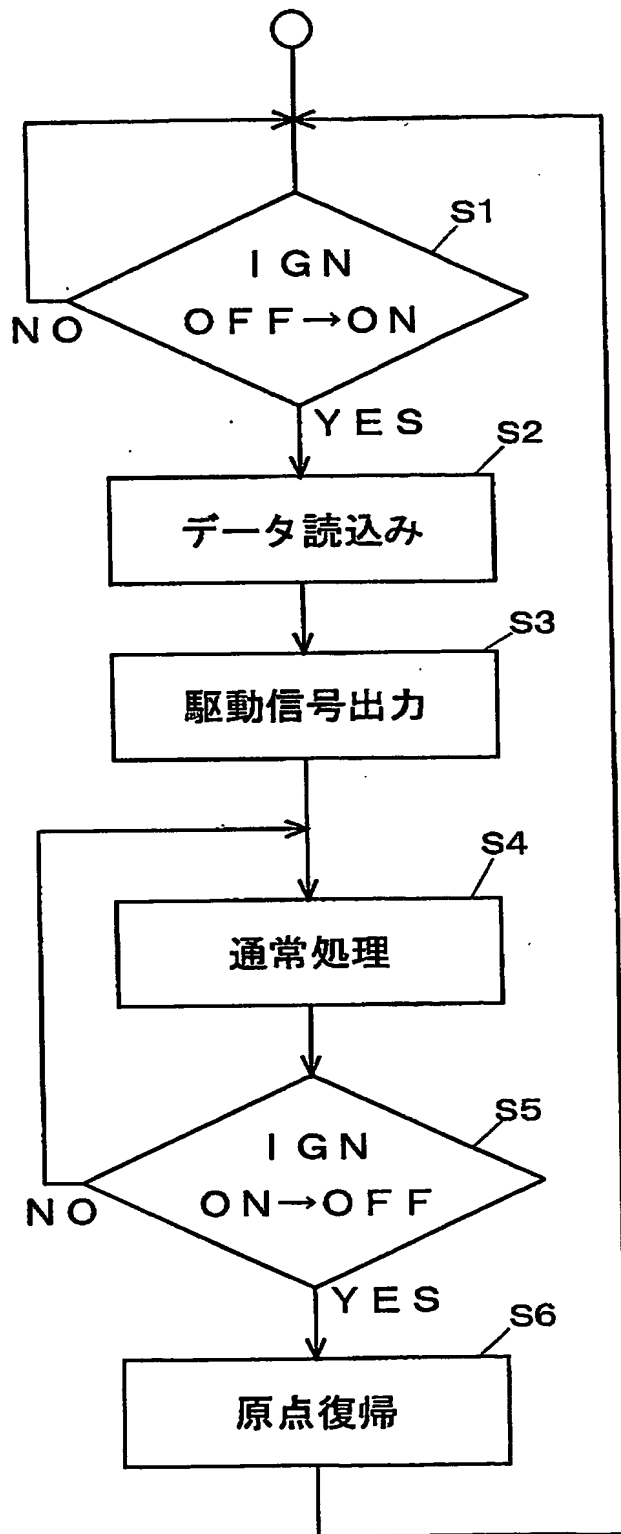 S1
IGN
OFF→ON
NO
YES
S2
データ読込み
S3
駆動信号出力
S4
通常処理
S5
IGN
ON→OFF
NO
YES
S6
原点復帰